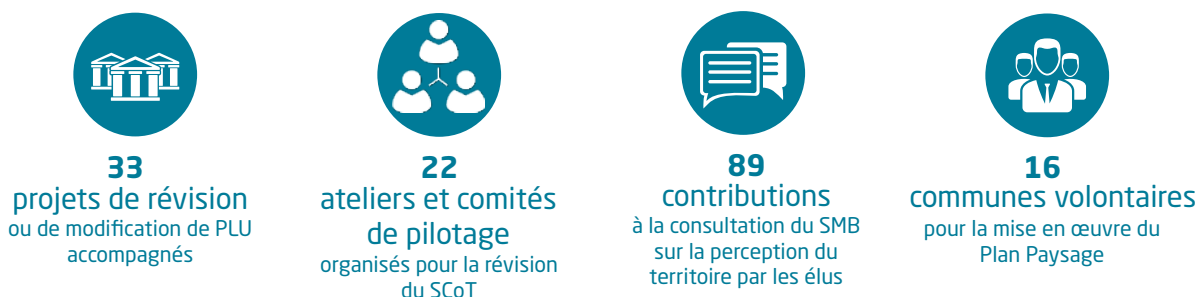 33
projets de révision
ou de modification de PLU
accompagnés
22
ateliers et comités
de pilotage
organisés pour la révision
du SCoT
89
contributions
à la consultation du SMB
sur la perception du
territoire par les élus
16
communes volontaires
pour la mise en œuvre du
Plan Paysage